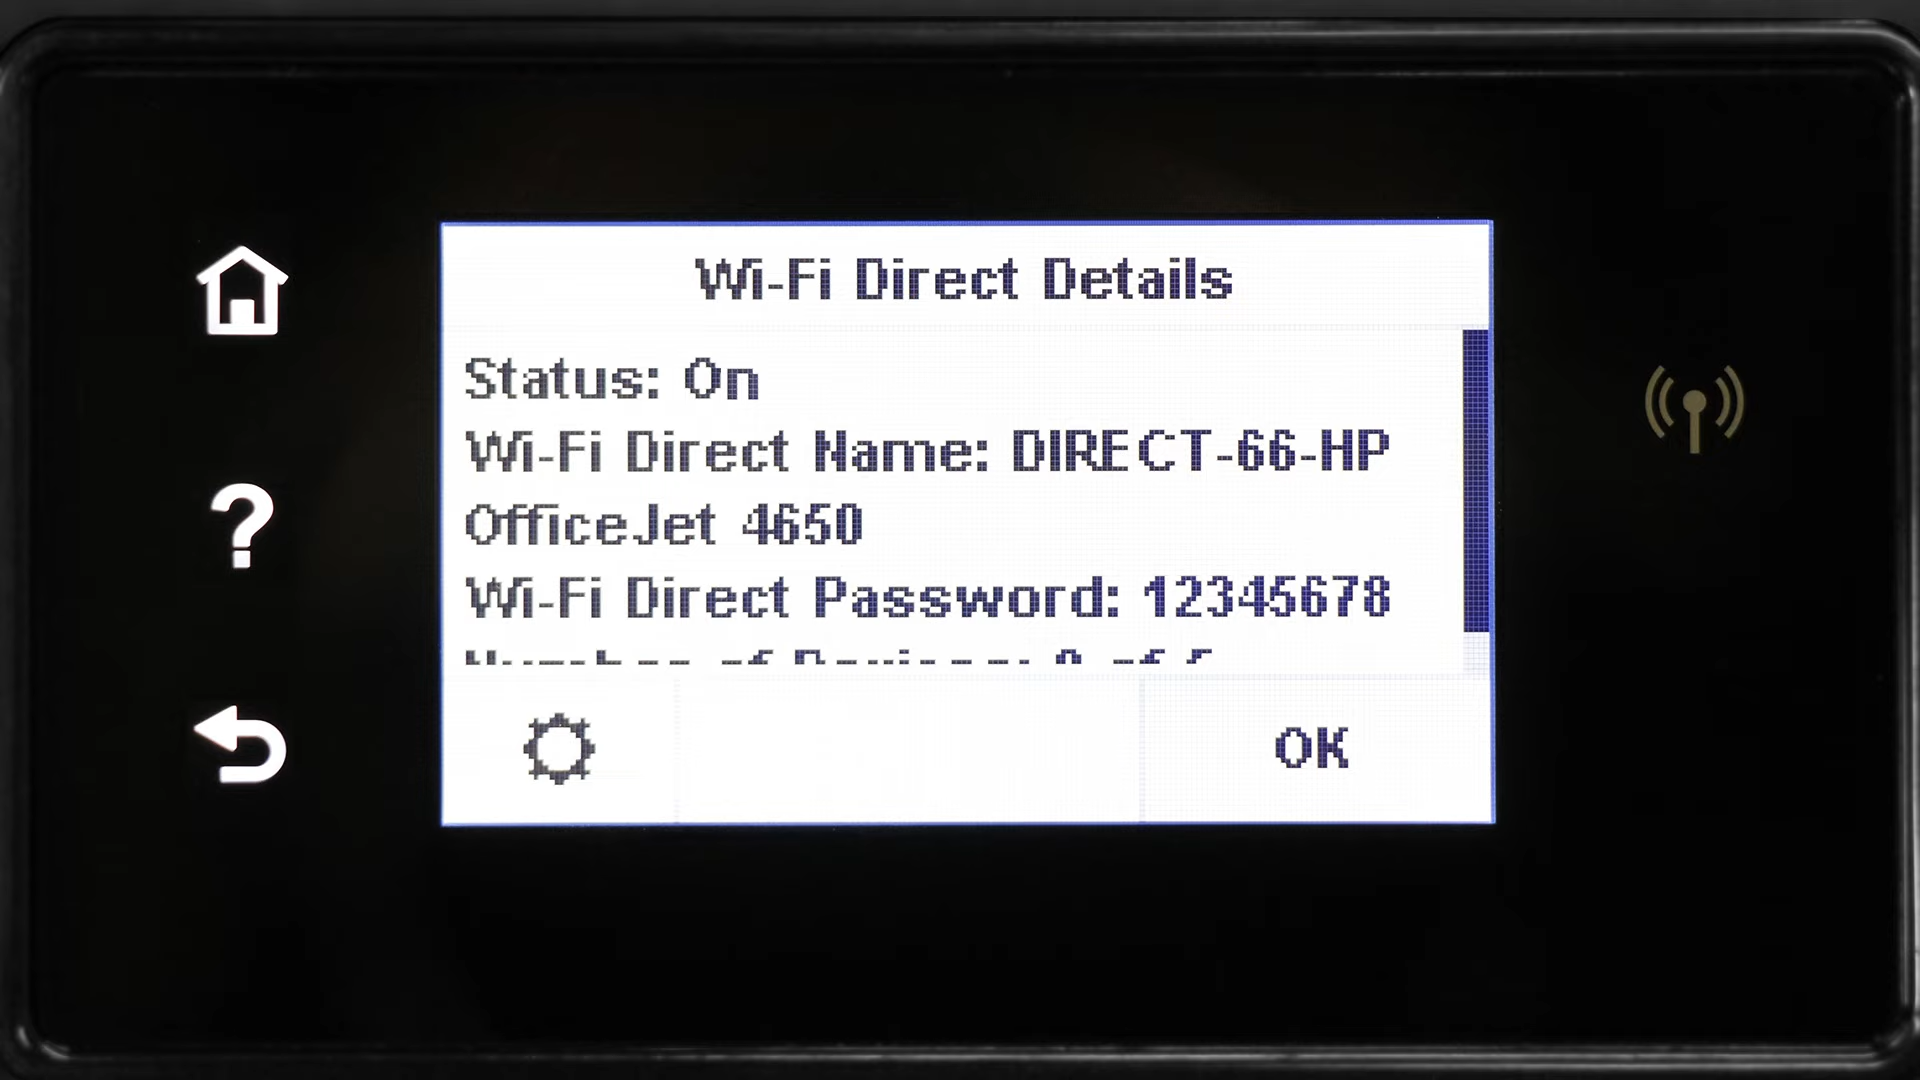 Wi-Fi Direct Details
Status: On
Wi-Fi Direct Name: DIRECT-66-HP
OfficeJet 4650
Wi-Fi Direct Password: 12345678
OK